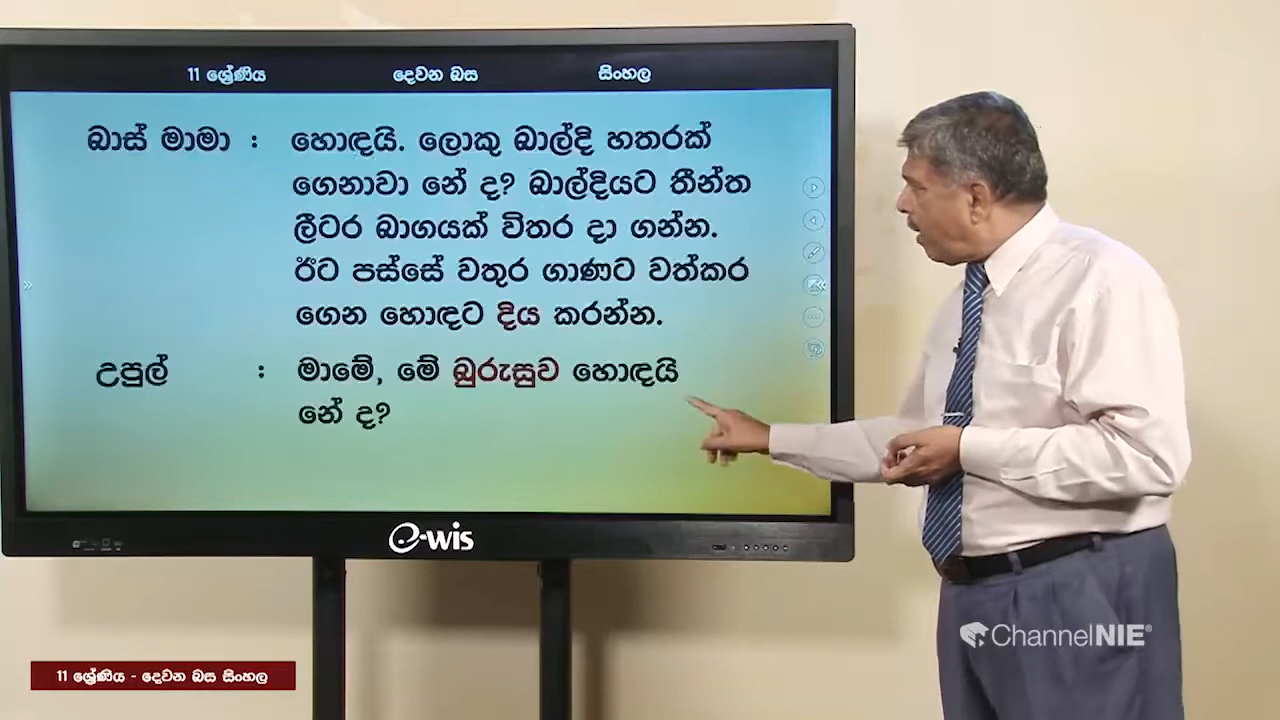 11 ශ්‍රේණිය දෙවන බස සිංහල
බාස් මාමා : හොඳයි. ලොකු බාල්දි හතරක්
ගෙනාවා නේ ද? බාල්දියට තීන්ත
ලීටර බාගයක් විතර දා ගන්න.
ඊට පස්සේ වතුර ගාණට වත්කර
ගෙන හොඳට දිය කරන්න.
උපුල් : මාමේ, මේ බුරුසුව හොඳයි
නේ ද?
e-wis
ChannelNIE®
11 ශ්‍රේණිය - දෙවන බස සිංහල